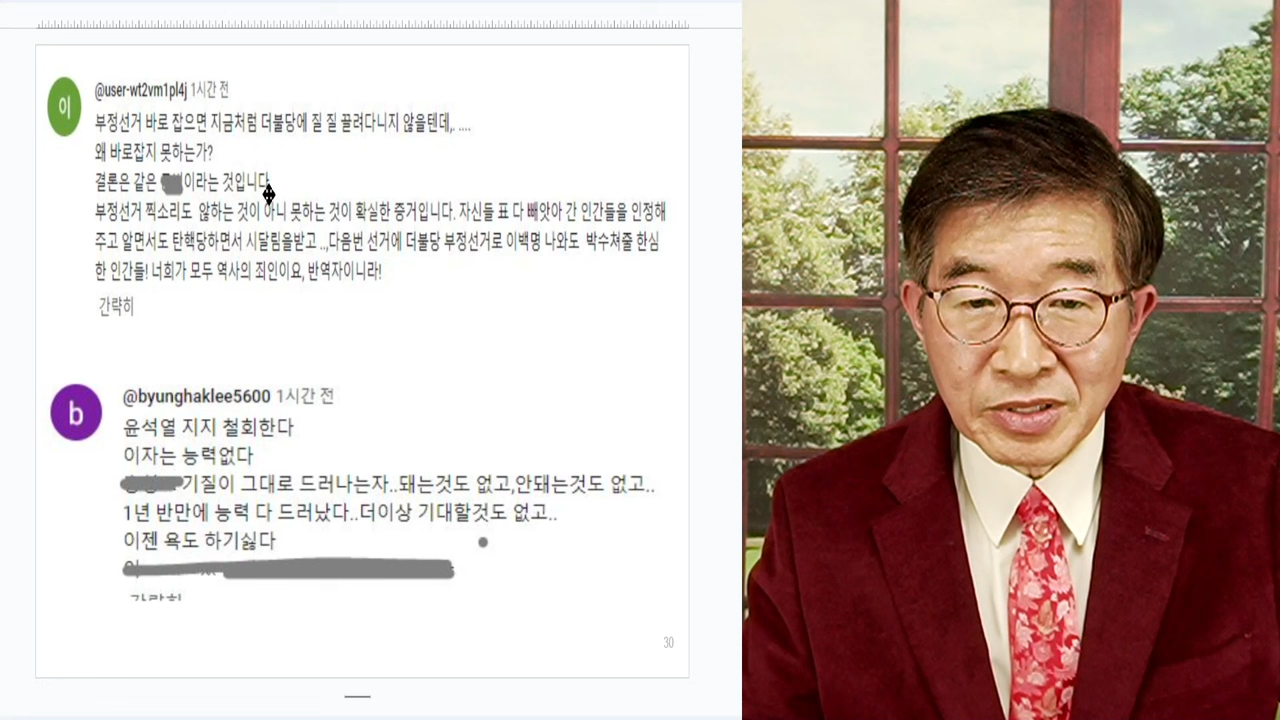 이
@user-wt2vm1pl4j 1시간 전
부정선거 바로 잡으면 지금처럼 더불당에 질 질 끌려다니지 않을텐데,. ....
왜 바로잡지 못하는가?
결론은 같은 이라는 것입니다
부정선거 찍소리도 않하는 것이 아니 못하는 것이 확실한 증거입니다. 자신들 표 다 빼앗아 간 인간들을 인정해
주고 알면서도 탄핵당하면서 시달림을받고 ..,다음번 선거에 더불당 부정선거로 이백명 나와도 박수쳐줄 한심
한 인간들! 너희가 모두 역사의 죄인이요, 반역자이니라!
간략히
b
@byunghaklee5600 1시간 전
윤석열 지지 철회한다
이자는 능력없다
기질이 그대로 드러나는자..돼는것도 없고,안돼는것도 없고..
1년 반만에 능력 다 드러났다..더이상 기대할것도 없고..
이젠 욕도 하기싫다
간략히
30